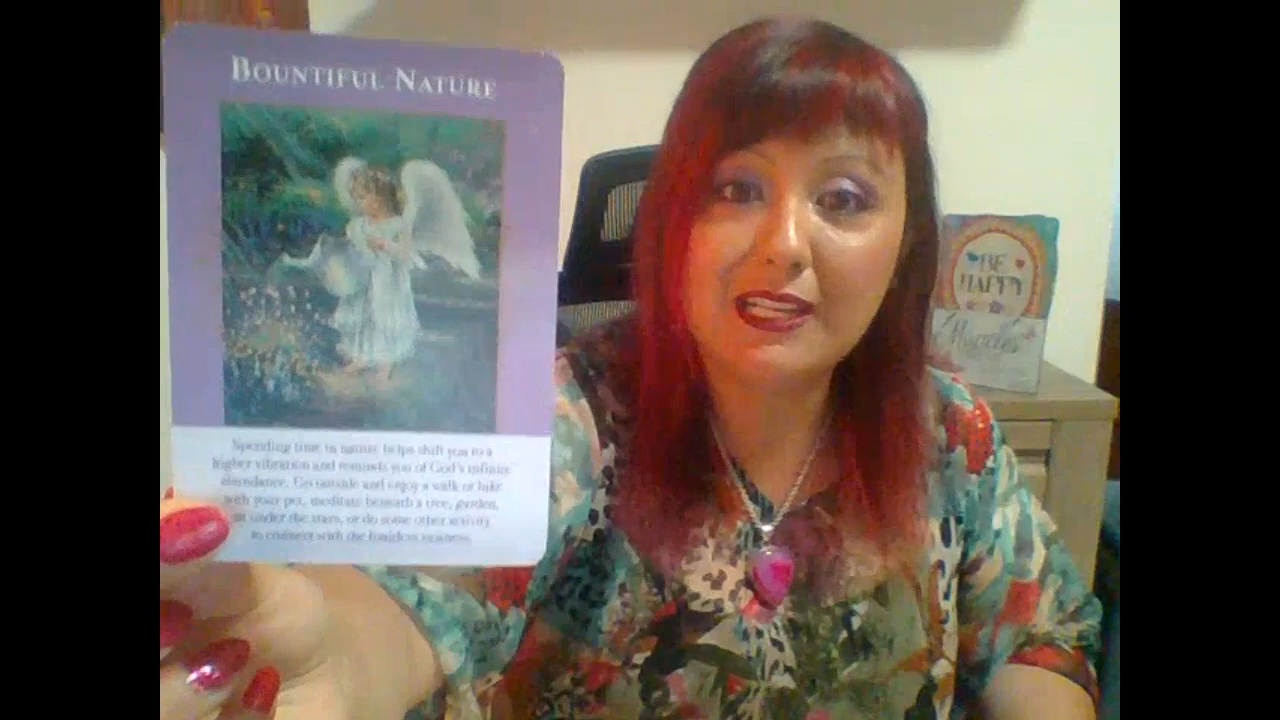 BOUNTIFUL NATURE
Spending time in nature helps shift you to a
higher vibration and reminds you of God's infinite
abundance. Go outside and enjoy a walk or hike
with your pet, meditate beneath a tree, garden,
sit under the stars, or do some other activity
to connect with the
BE
HAPPY